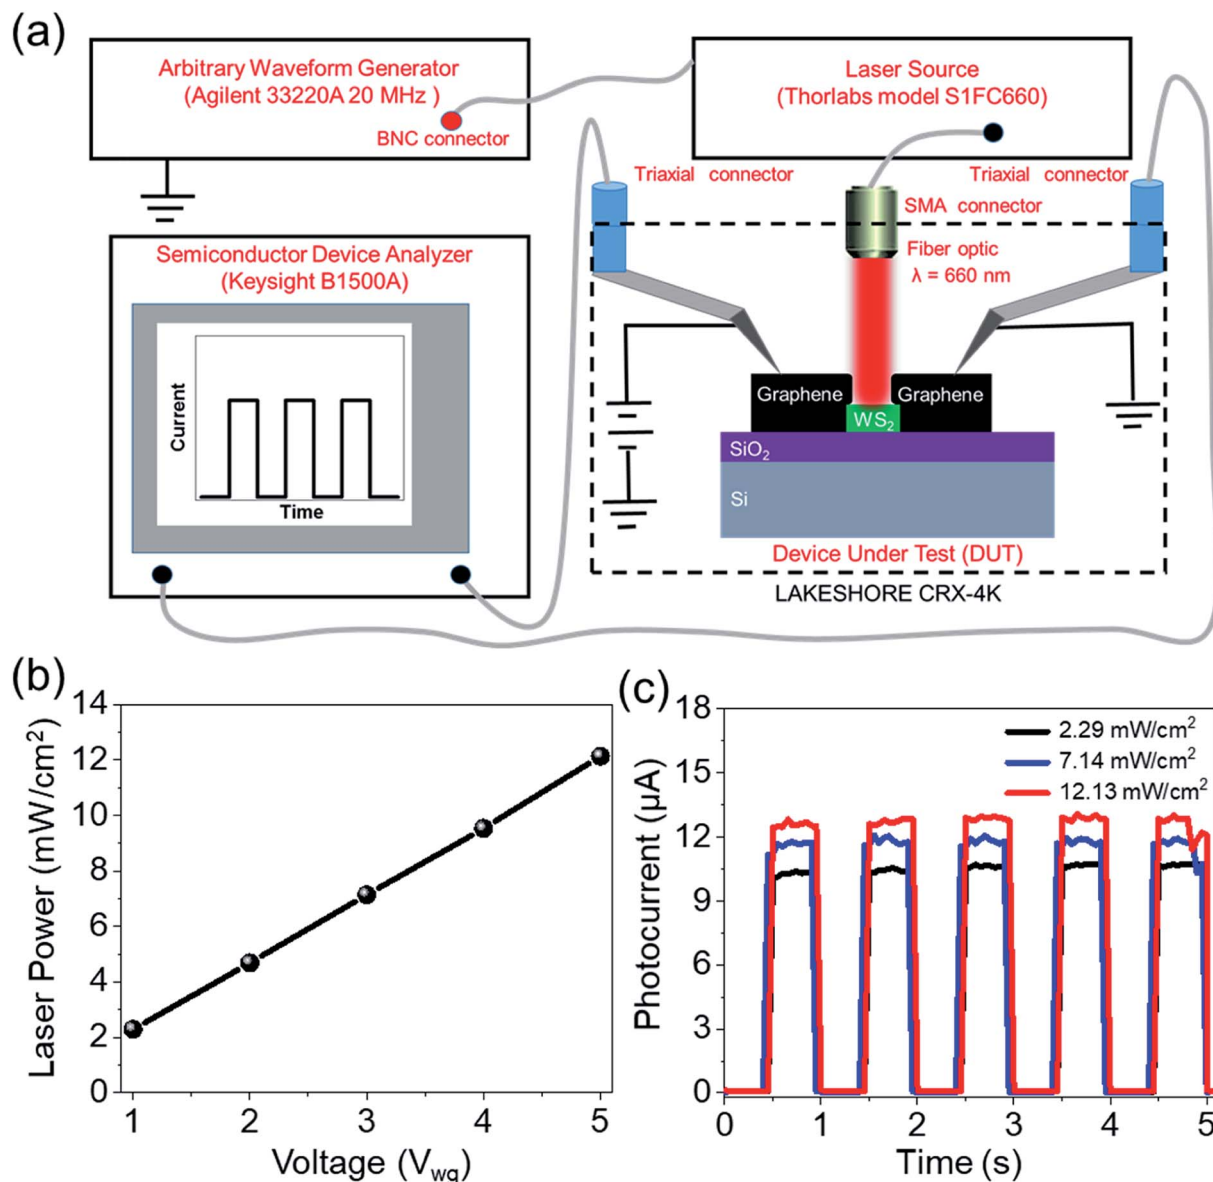 (a)
Arbitrary Waveform Generator
(Agilent 33220A 20 MHz )
BNC connector
Laser Source
(Thorlabs model S1FC660)
Triaxial connector
Triaxial connector
SMA connector
Fiber optic
λ = 660 nm
Semiconductor Device Analyzer
(Keysight B1500A)
Current
Time
Graphene
Graphene
WS₂
SiO₂
Si
Device Under Test (DUT)
LAKESHORE CRX-4K
(b)
Laser Power (mW/cm²)
14
12
10
8
6
4
2
0
1 2 3 4 5
Voltage (V_wg)
(c)
Photocurrent (μA)
18
15
12
9
6
3
0
2.29 mW/cm²
7.14 mW/cm²
12.13 mW/cm²
0 1 2 3 4 5
Time (s)